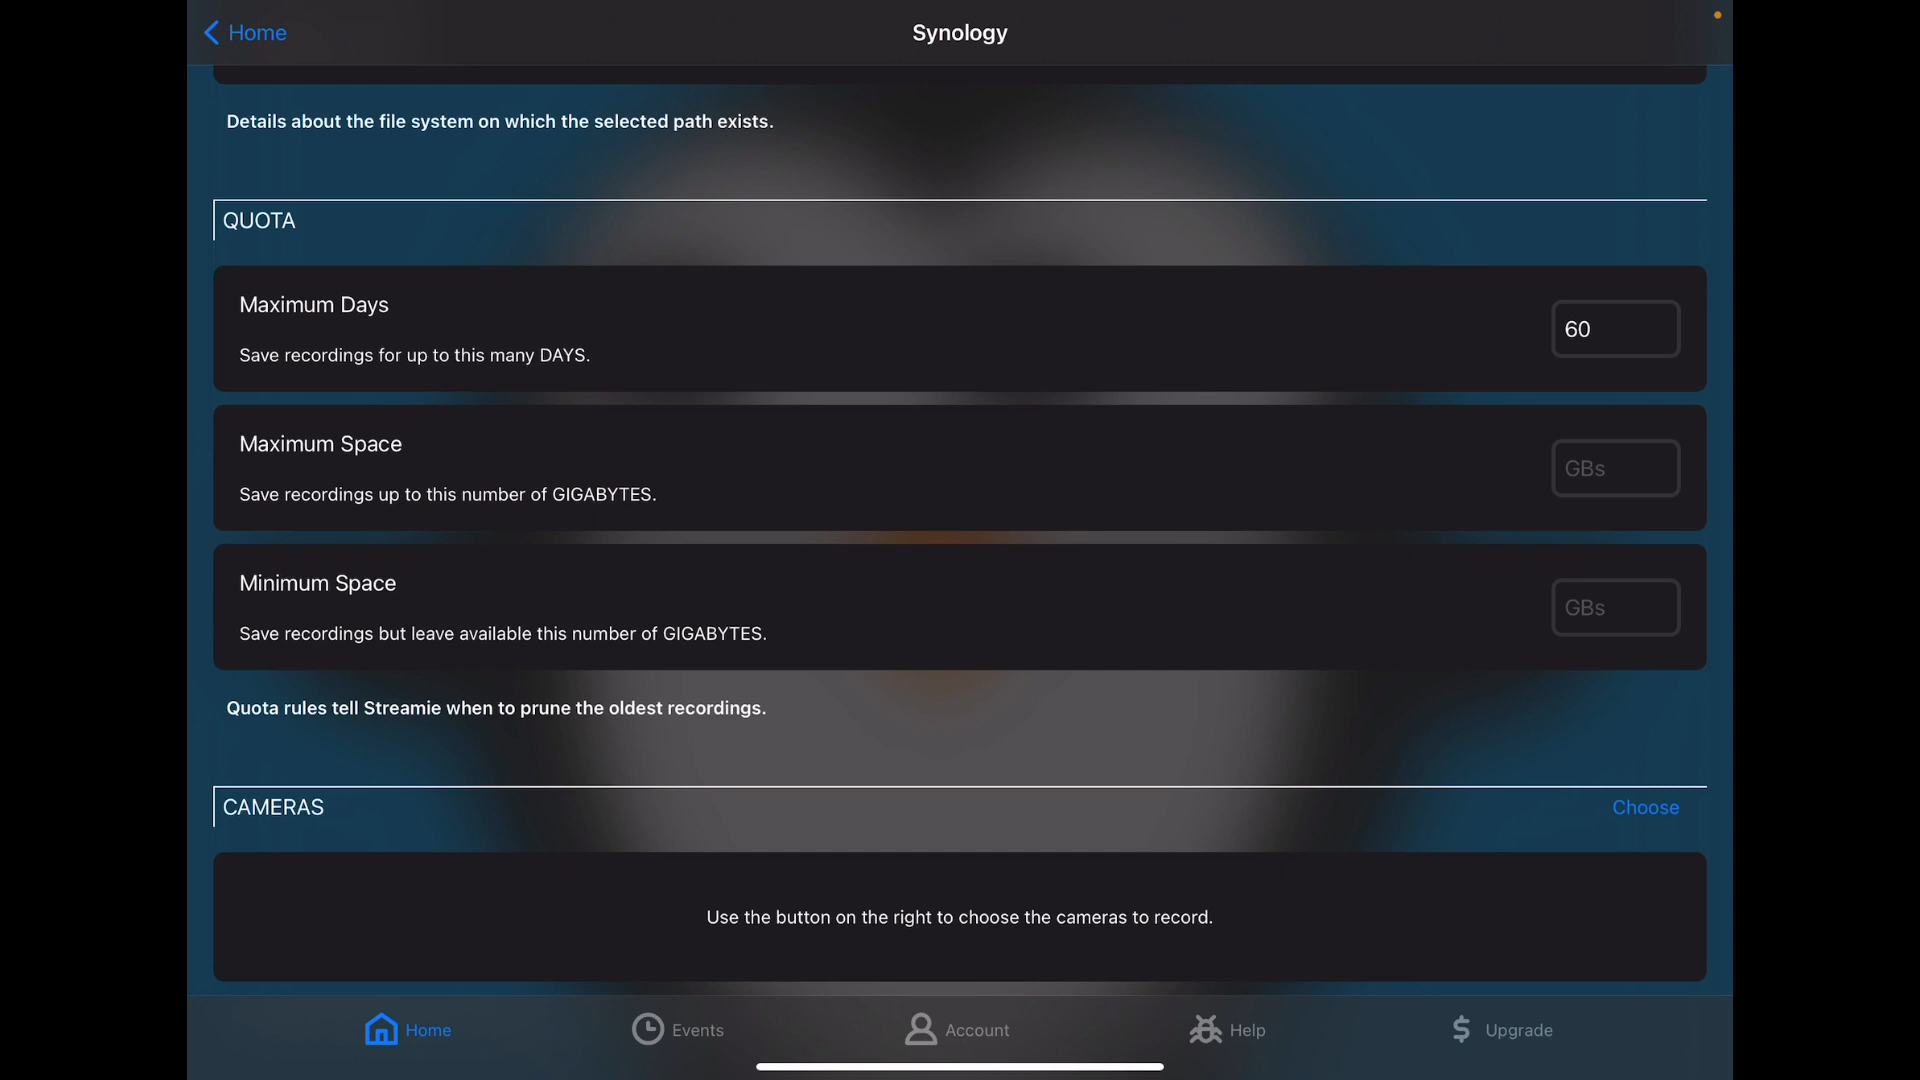 Home
Synology
Details about the file system on which the selected path exists.
QUOTA
Maximum Days
Save recordings for up to this many DAYS.
60
Maximum Space
Save recordings up to this number of GIGABYTES.
GBs
Minimum Space
Save recordings but leave available this number of GIGABYTES.
GBs
Quota rules tell Streamie when to prune the oldest recordings.
CAMERAS
Choose
Use the button on the right to choose the cameras to record.
Home
Events
Account
Help
Upgrade